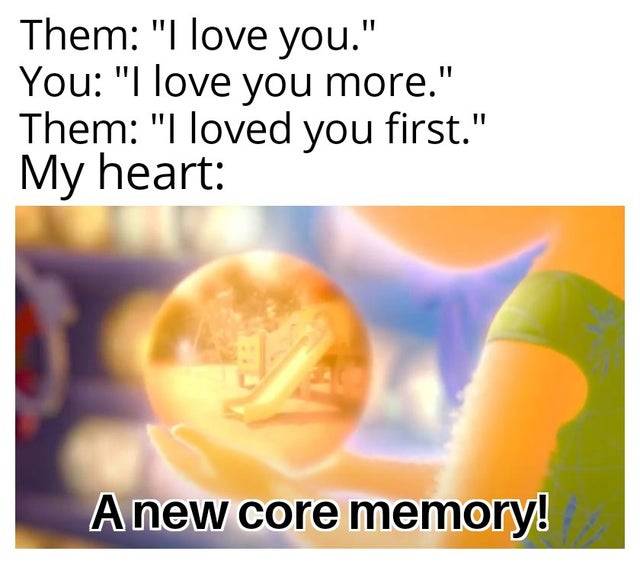 Them: "I love you."
You: "I love you more."
Them: "I loved you first."
My heart:
A new core memory!